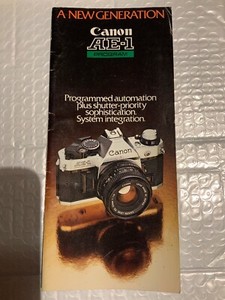 A NEW GENERATION
Canon
AE-1
PROGRAM
Programmed automation
plus shutter-priority
sophistication.
System integration.
Canon